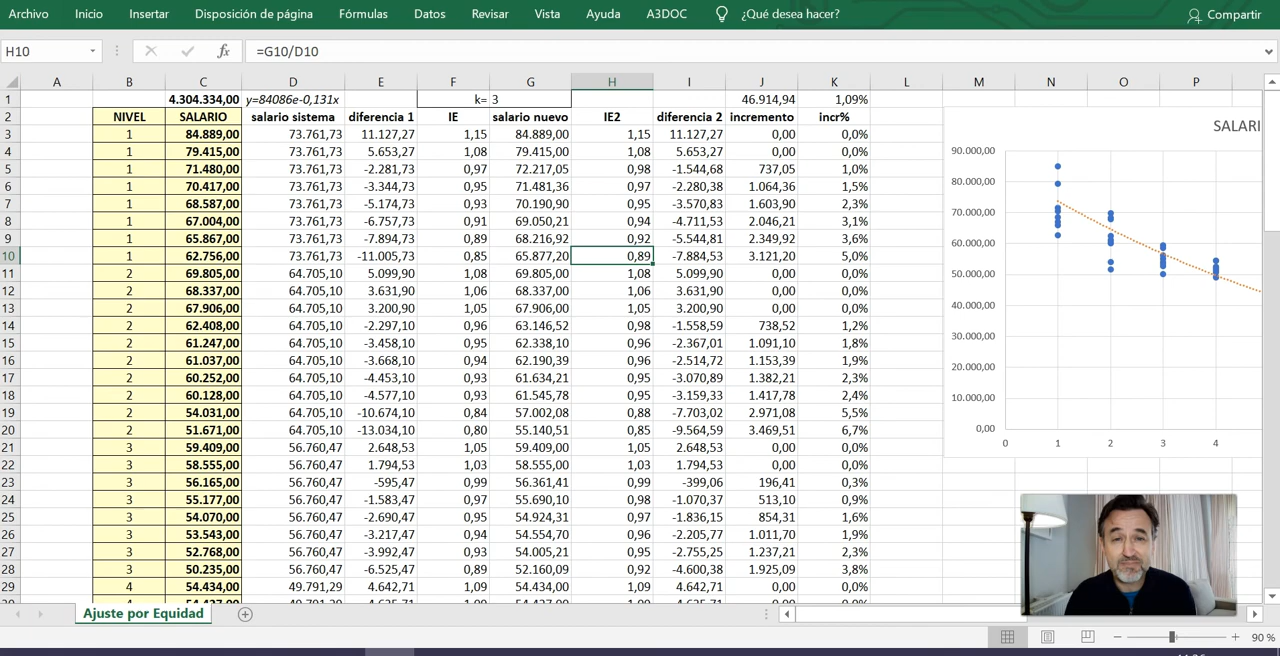 Archivo Inicio Insertar Disposición de página Fórmulas Datos Revisar Vista Ayuda A3DOC ¿Qué desea hacer? Compartir
H10 fx =G10/D10
A B C D E F G H I J K L M N O P
1 4.304.334,00 y=84086e-0,131x k= 3 46.914,94 1,09%
2 NIVEL SALARIO salario sistema diferencia 1 IE salario nuevo IE2 diferencia 2 incremento incr%
3 1 84.889,00 73.761,73 11.127,27 1,15 84.889,00 1,15 11.127,27 0,00 0,0%
4 1 79.415,00 73.761,73 5.653,27 1,08 79.415,00 1,08 5.653,27 0,00 0,0%
5 1 71.480,00 73.761,73 -2.281,73 0,97 72.217,05 0,98 -1.544,68 737,05 1,0%
6 1 70.417,00 73.761,73 -3.344,73 0,95 71.481,36 0,97 -2.280,38 1.064,36 1,5%
7 1 68.587,00 73.761,73 -5.174,73 0,93 70.190,90 0,95 -3.570,83 1.603,90 2,3%
8 1 67.004,00 73.761,73 -6.757,73 0,91 69.050,21 0,94 -4.711,53 2.046,21 3,1%
9 1 65.867,00 73.761,73 -7.894,73 0,89 68.216,92 0,92 -5.544,81 2.349,92 3,6%
10 1 62.756,00 73.761,73 -11.005,73 0,85 65.877,20 0,89 -7.884,53 3.121,20 5,0%
11 2 69.805,00 64.705,10 5.099,90 1,08 69.805,00 1,08 5.099,90 0,00 0,0%
12 2 68.337,00 64.705,10 3.631,90 1,06 68.337,00 1,06 3.631,90 0,00 0,0%
13 2 67.906,00 64.705,10 3.200,90 1,05 67.906,00 1,05 3.200,90 0,00 0,0%
14 2 62.408,00 64.705,10 -2.297,10 0,96 63.146,52 0,98 -1.558,59 738,52 1,2%
15 2 61.247,00 64.705,10 -3.458,10 0,95 62.338,10 0,96 -2.367,01 1.091,10 1,8%
16 2 61.037,00 64.705,10 -3.668,10 0,94 62.190,39 0,96 -2.514,72 1.153,39 1,9%
17 2 60.252,00 64.705,10 -4.453,10 0,93 61.634,21 0,95 -3.070,89 1.382,21 2,3%
18 2 60.128,00 64.705,10 -4.577,10 0,93 61.545,78 0,95 -3.159,33 1.417,78 2,4%
19 2 54.031,00 64.705,10 -10.674,10 0,84 57.002,08 0,88 -7.703,02 2.971,08 5,5%
20 2 51.671,00 64.705,10 -13.034,10 0,80 55.140,51 0,85 -9.564,59 3.469,51 6,7%
21 3 59.409,00 56.760,47 2.648,53 1,05 59.409,00 1,05 2.648,53 0,00 0,0%
22 3 58.555,00 56.760,47 1.794,53 1,03 58.555,00 1,03 1.794,53 0,00 0,0%
23 3 56.165,00 56.760,47 -595,47 0,99 56.361,41 0,99 -399,06 196,41 0,3%
24 3 55.177,00 56.760,47 -1.583,47 0,97 55.690,10 0,98 -1.070,37 513,10 0,9%
25 3 54.070,00 56.760,47 -2.690,47 0,95 54.924,31 0,97 -1.836,15 854,31 1,6%
26 3 53.543,00 56.760,47 -3.217,47 0,94 54.554,70 0,96 -2.205,77 1.011,70 1,9%
27 3 52.768,00 56.760,47 -3.992,47 0,93 54.005,21 0,95 -2.755,25 1.237,21 2,3%
28 3 50.235,00 56.760,47 -6.525,47 0,89 52.160,09 0,92 -4.600,38 1.925,09 3,8%
29 4 54.434,00 49.791,29 4.642,71 1,09 54.434,00 1,09 4.642,71 0,00 0,0%
SALARI
90.000,00
80.000,00
70.000,00
60.000,00
50.000,00
40.000,00
30.000,00
20.000,00
10.000,00
0,00
0 1 2 3 4
Ajuste por Equidad
90 %